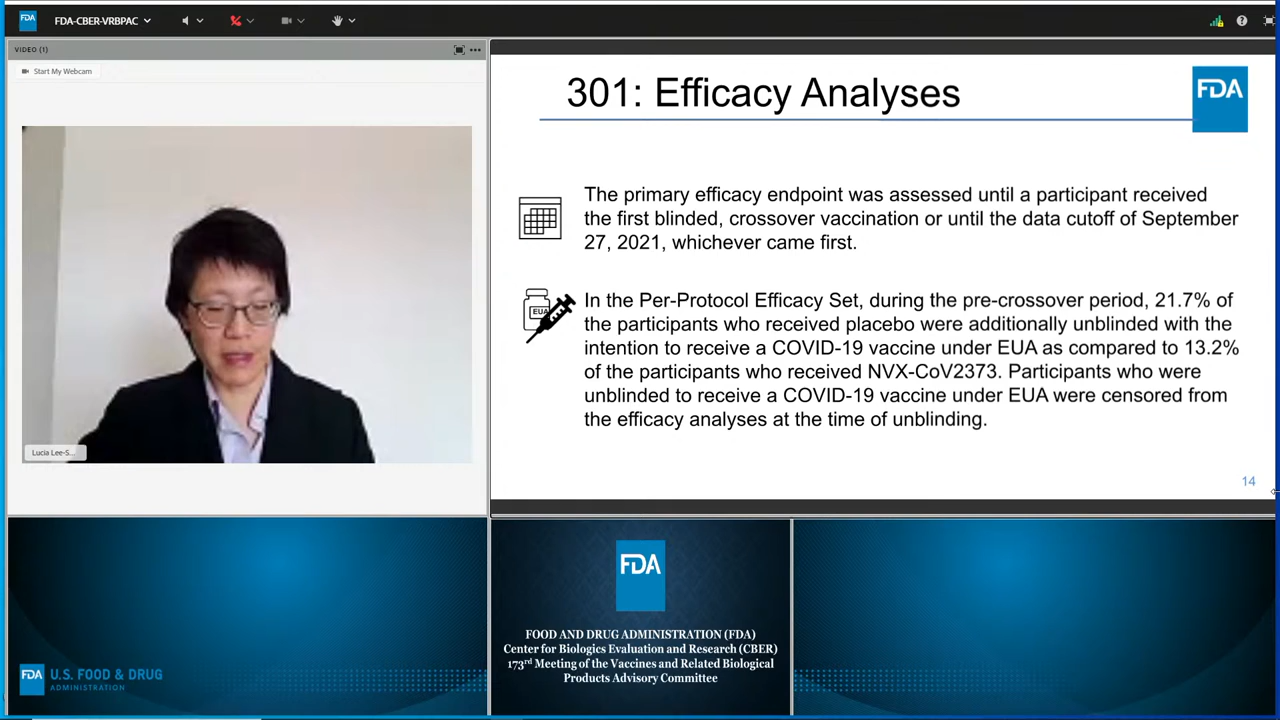 FDA
FDA-CBER-VRBPAC
VIDEO (1)
Start My Webcam
Lucia Lee-S...
301: Efficacy Analyses
FDA
The primary efficacy endpoint was assessed until a participant received
the first blinded, crossover vaccination or until the data cutoff of September
27, 2021, whichever came first.
EUA
In the Per-Protocol Efficacy Set, during the pre-crossover period, 21.7% of
the participants who received placebo were additionally unblinded with the
intention to receive a COVID-19 vaccine under EUA as compared to 13.2%
of the participants who received NVX-CoV2373. Participants who were
unblinded to receive a COVID-19 vaccine under EUA were censored from
the efficacy analyses at the time of unblinding.
14
FDA U.S. FOOD & DRUG
ADMINISTRATION
FDA
FOOD AND DRUG ADMINISTRATION (FDA)
Center for Biologics Evaluation and Research (CBER)
173rd Meeting of the Vaccines and Related Biological
Products Advisory Committee